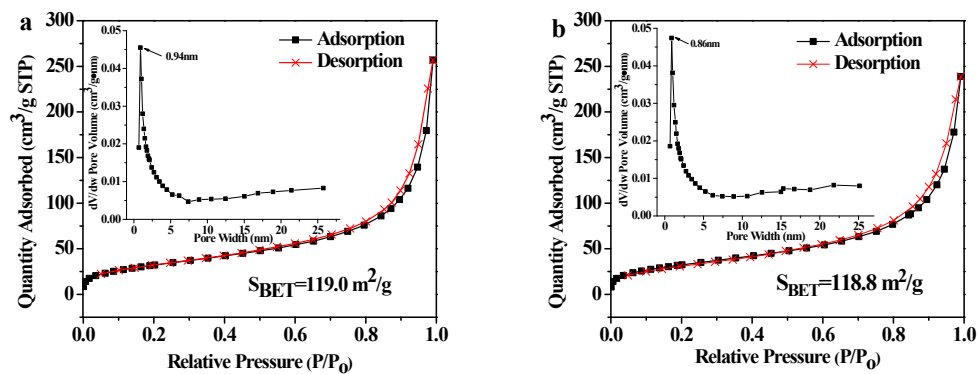 a
300
250
200
150
100
50
0
Quantity Adsorbed (cm³/g STP)
0.0 0.2 0.4 0.6 0.8 1.0
Relative Pressure (P/P₀)
0.05
0.04
0.03
0.02
0.01
0.00
dV/dw Pore Volume (cm³/g•nm)
0 5 10 15 20 25
Pore Width (nm)
0.94nm
Adsorption
Desorption
S_BET=119.0 m²/g
b
300
250
200
150
100
50
0
Quantity Adsorbed (cm³/g STP)
0.0 0.2 0.4 0.6 0.8 1.0
Relative Pressure (P/P₀)
0.05
0.04
0.03
0.02
0.01
0.00
dV/dw Pore Volume (cm³/g•nm)
0 5 10 15 20 25
Pore Width (nm)
0.86nm
Adsorption
Desorption
S_BET=118.8 m²/g